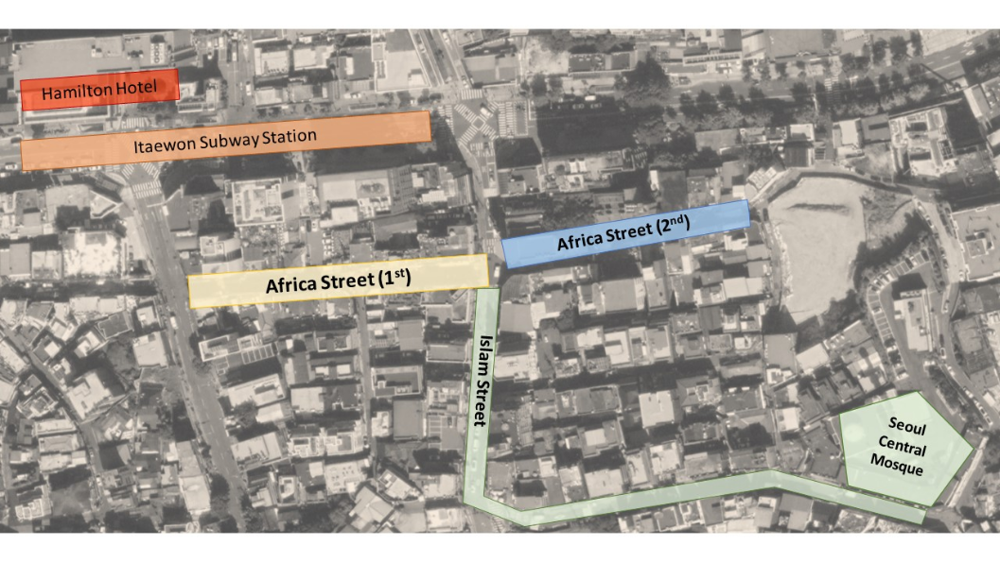 Hamilton Hotel
Itaewon Subway Station
Africa Street (2nd)
Africa Street (1st)
Islam Street
Seoul
Central
Mosque